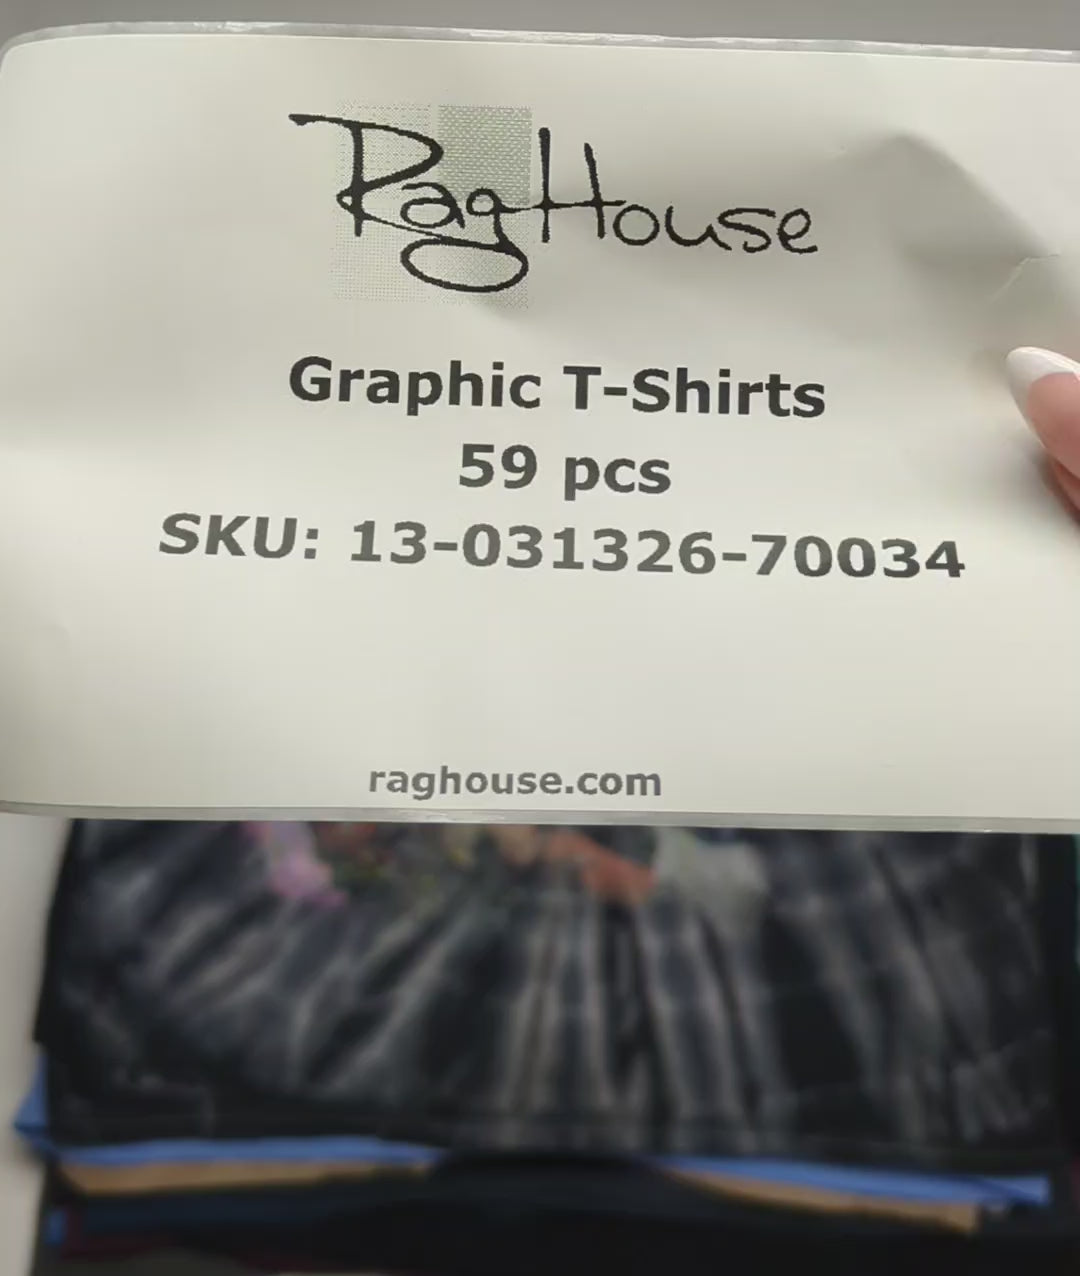 RagHouse
Graphic T-Shirts
59 pcs
SKU: 13-031326-70034
raghouse.com